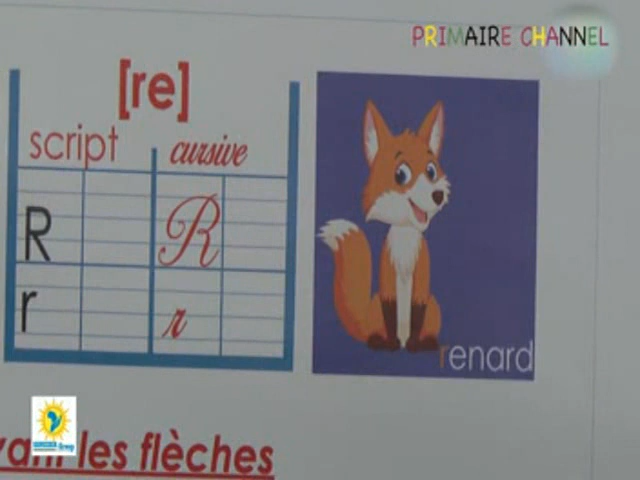 PRIMAIRE CHANNEL
[re]
script cursive
R R
r r
renard
les flèches